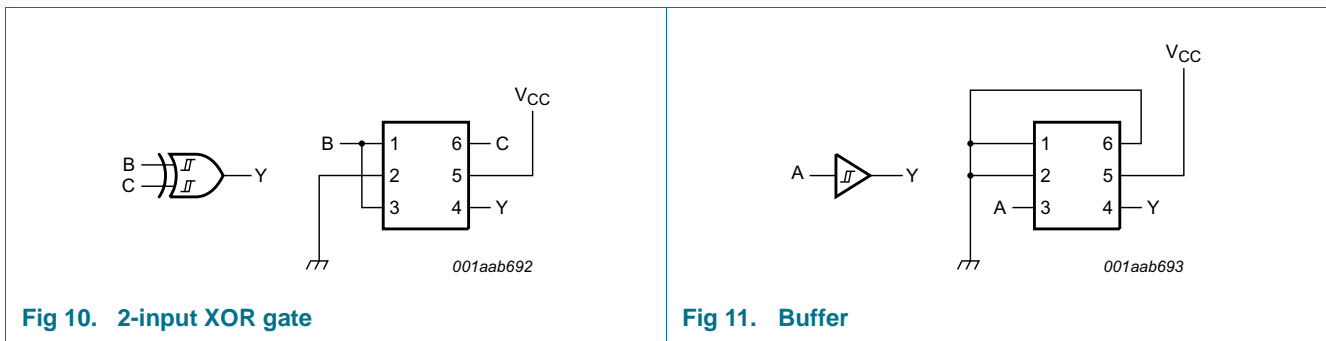 VCC
B 1 6 C
B Y
C
2 5
3 4 Y
001aab692
Fig 10. 2-input XOR gate
VCC
1 6
A Y
2 5
A 3 4 Y
001aab693
Fig 11. Buffer